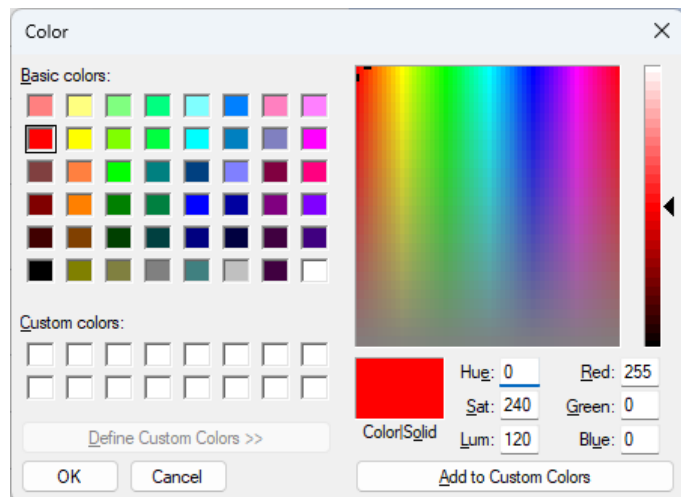 Color
Basic colors:
Custom colors:
Define Custom Colors >>
OK
Cancel
Color|Solid
Hue: 0
Sat: 240
Lum: 120
Red: 255
Green: 0
Blue: 0
Add to Custom Colors